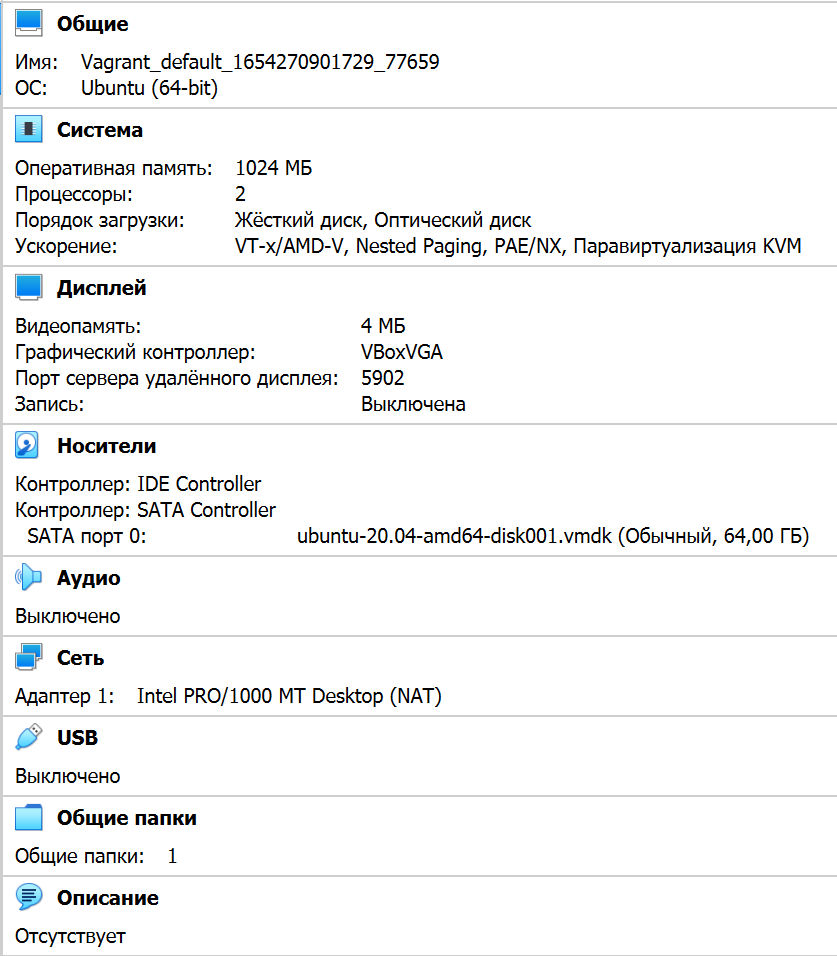 Общие
Имя: Vagrant_default_1654270901729_77659
ОС: Ubuntu (64-bit)
Система
Оперативная память: 1024 МБ
Процессоры: 2
Порядок загрузки: Жёсткий диск, Оптический диск
Ускорение: VT-x/AMD-V, Nested Paging, PAE/NX, Паравиртуализация KVM
Дисплей
Видеопамять: 4 МБ
Графический контроллер: VBoxVGA
Порт сервера удалённого дисплея: 5902
Запись: Выключена
Носители
Контроллер: IDE Controller
Контроллер: SATA Controller
SATA порт 0: ubuntu-20.04-amd64-disk001.vmdk (Обычный, 64,00 ГБ)
Аудио
Выключено
Сеть
Адаптер 1: Intel PRO/1000 MT Desktop (NAT)
USB
Выключено
Общие папки
Общие папки: 1
Описание
Отсутствует